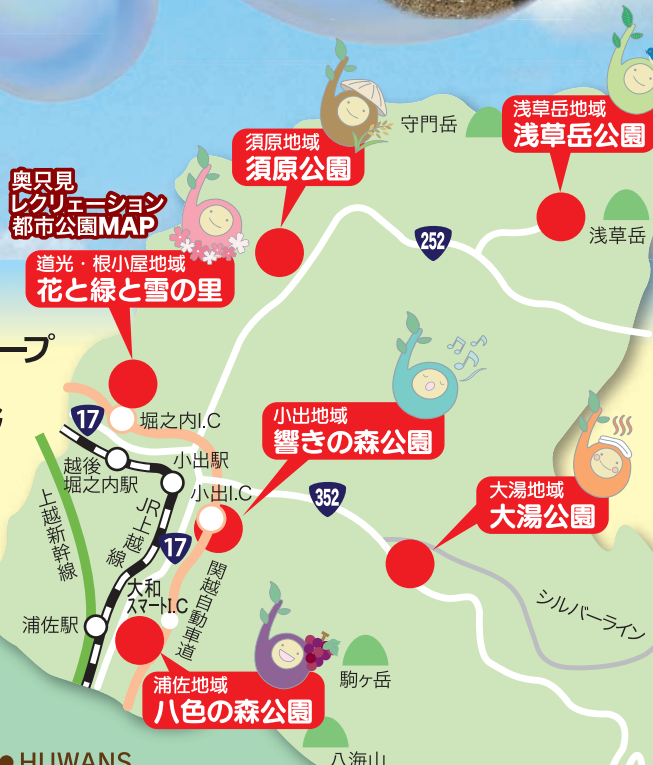 浅草岳地域
浅草岳公園
須原地域
須原公園
守門岳
浅草岳
奥只見
レクリェーション
都市公園MAP
252
道光・根小屋地域
花と緑と雪の里
ープ
17
堀之内I.C
小出地域
響きの森公園
越後
堀之内駅
小出駅
小出I.C
352
大湯地域
大湯公園
上越新幹線
JR上越線
17
関越自動車道
シルバーライン
大和
スマートI.C
浦佐駅
浦佐地域
八色の森公園
駒ヶ岳
八海山
HUWANS